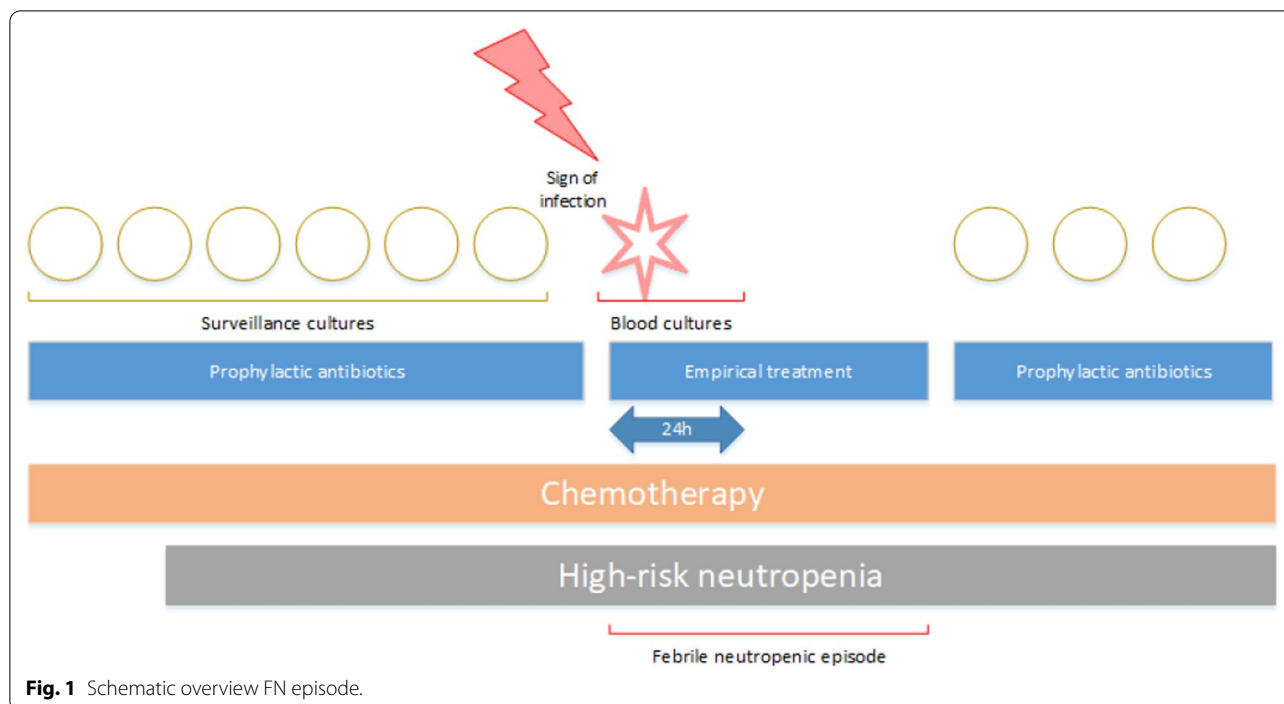 Sign of
infection
Surveillance cultures
Blood cultures
Prophylactic antibiotics
Empirical treatment
Prophylactic antibiotics
24h
Chemotherapy
High-risk neutropenia
Febrile neutropenic episode
Fig. 1 Schematic overview FN episode.